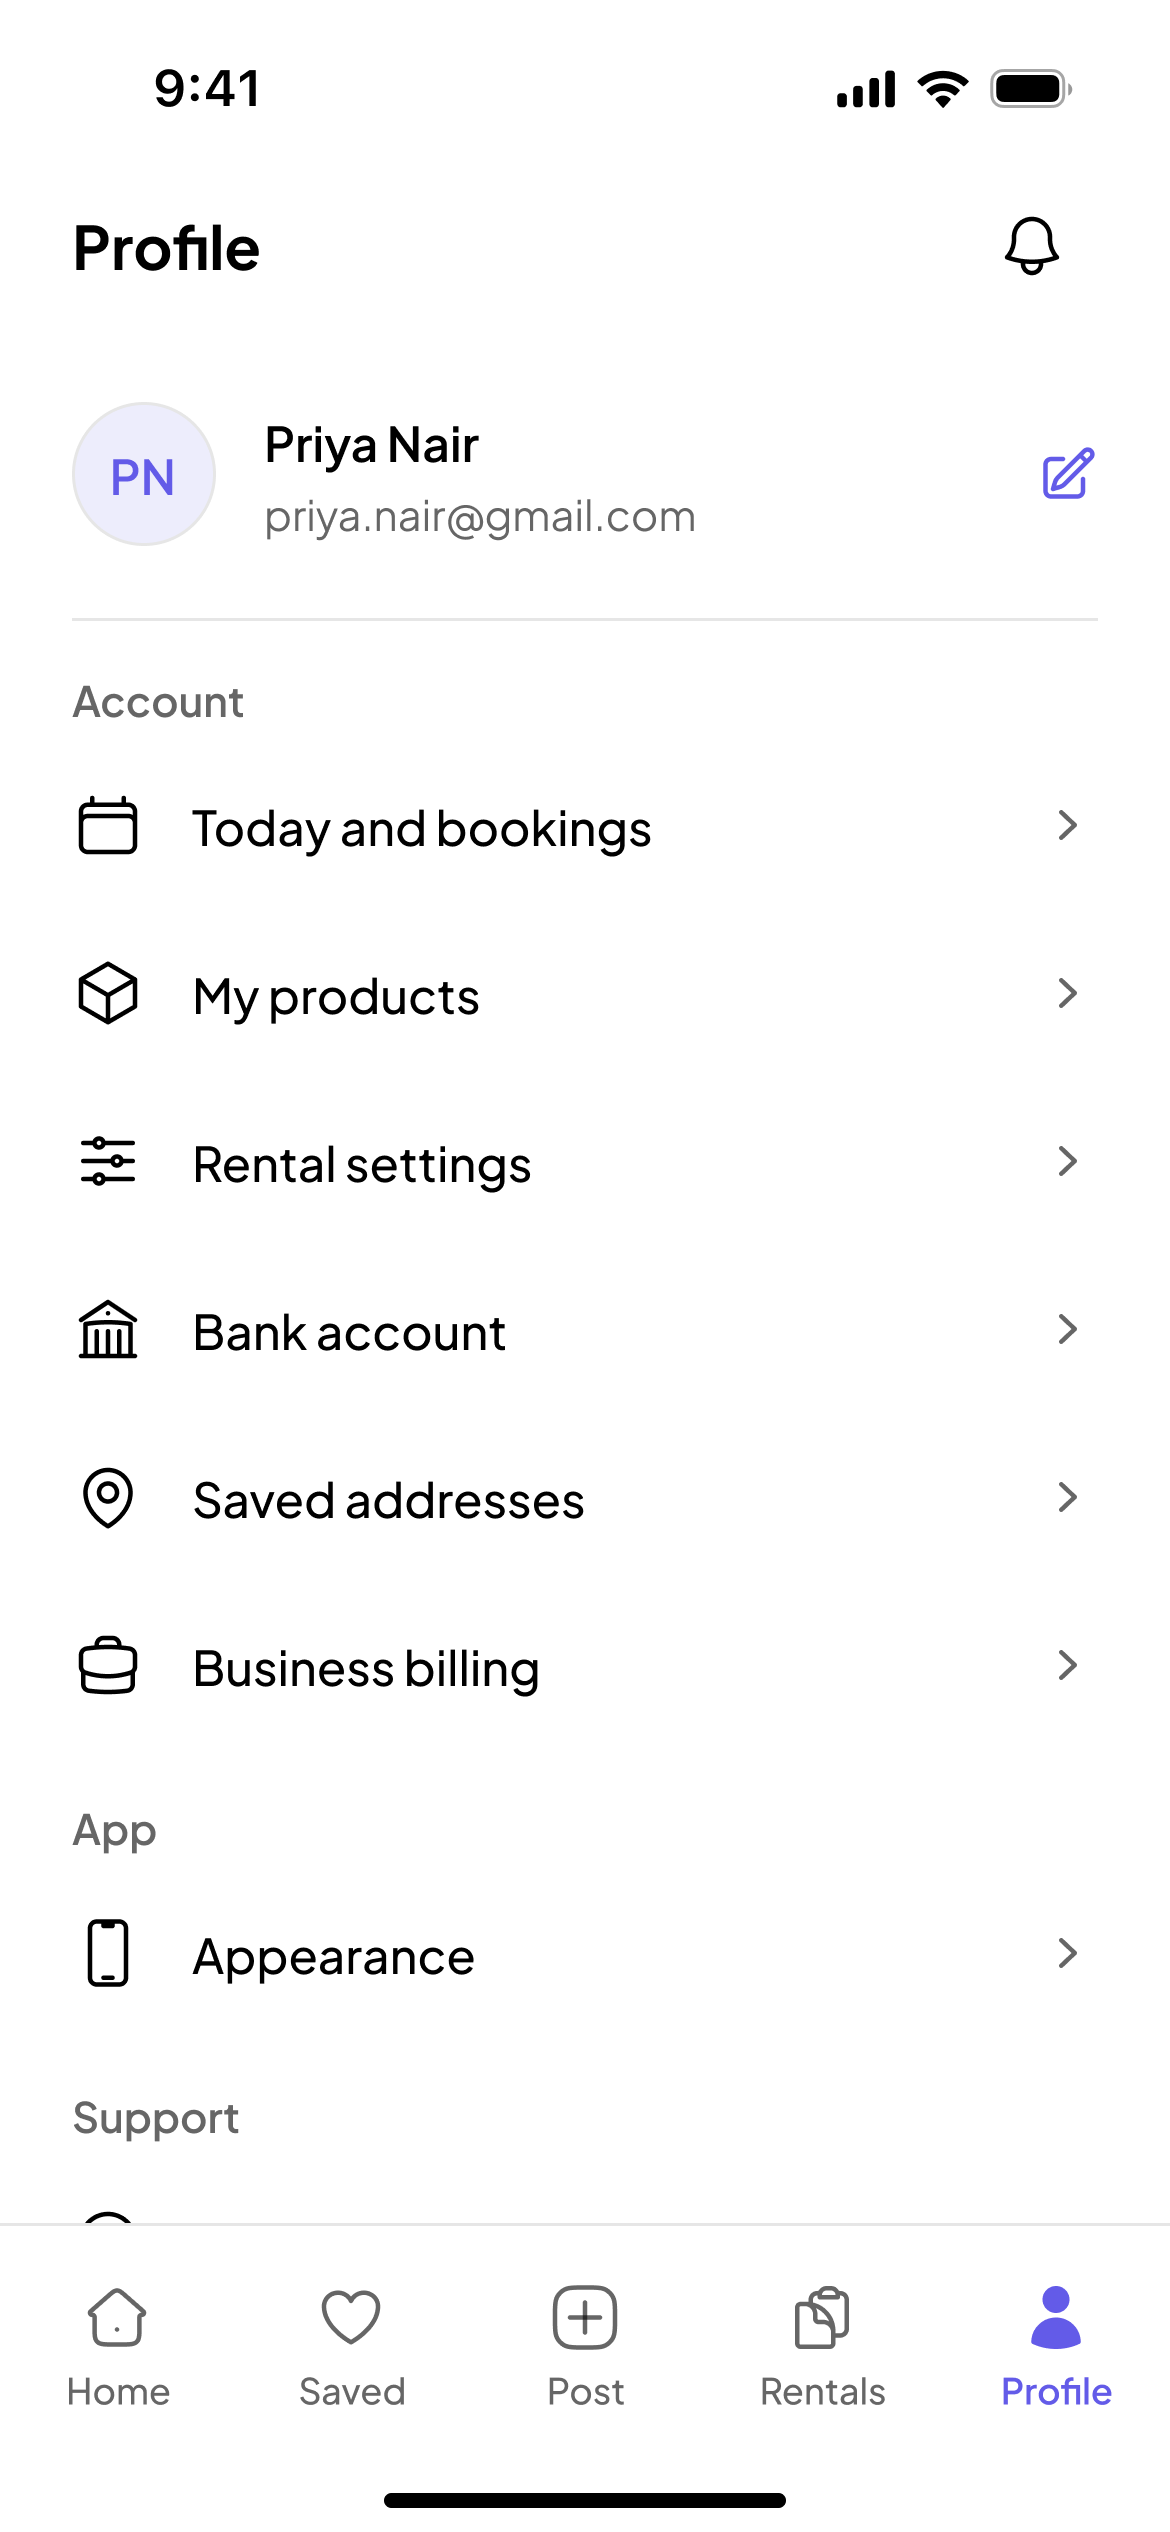 9:41
Profile
PN
Priya Nair
priya.nair@gmail.com
Account
Today and bookings
My products
Rental settings
Bank account
Saved addresses
Business billing
App
Appearance
Support
Home
Saved
Post
Rentals
Profile